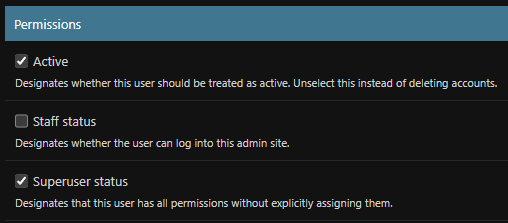 Permissions
Active
Designates whether this user should be treated as active. Unselect this instead of deleting accounts.
Staff status
Designates whether the user can log into this admin site.
Superuser status
Designates that this user has all permissions without explicitly assigning them.